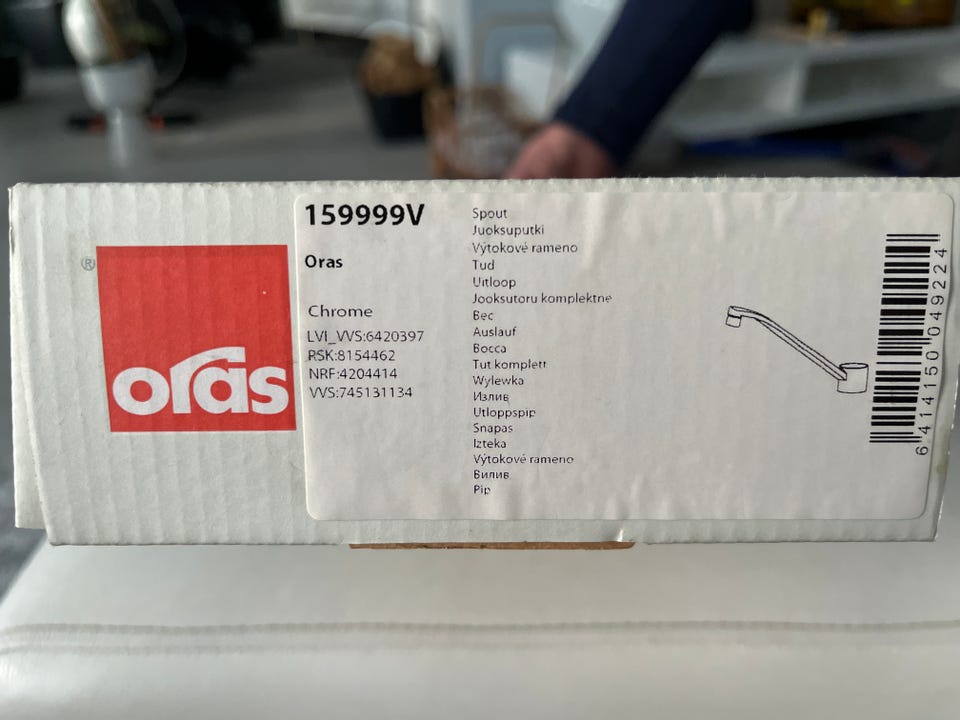 ®
oras
159999V
Oras
Chrome
LVI_VVS:6420397
RSK:8154462
NRF:4204414
VVS:745131134
Spout
Juoksuputki
Výtokové rameno
Tud
Uitloop
Jooksutoru komplektne
Bec
Auslauf
Bocca
Tut komplett
Wylewka
Излив
Utloppspip
Snapas
Izteka
Výtokové rameno
Вилив
Pip
6 414150 049224